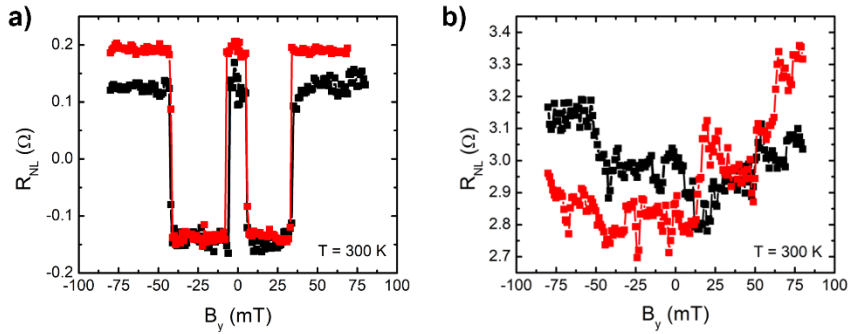 a)
0.2
0.1
0.0
-0.1
-0.2
R_NL (Ω)
T = 300 K
-100 -75 -50 -25 0 25 50 75 100
B_y (mT)
b)
3.4
3.3
3.2
3.1
3.0
2.9
2.8
2.7
R_NL (Ω)
T = 300 K
-100 -75 -50 -25 0 25 50 75 100
B_y (mT)